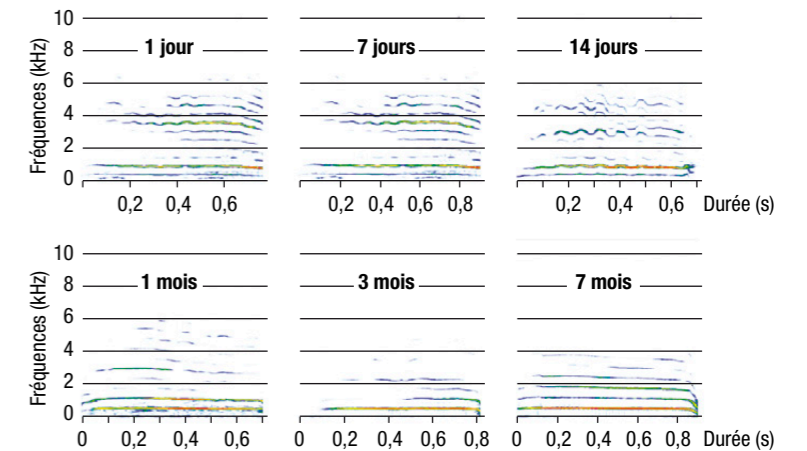 Fréquences (kHz)
10
8
6
4
2
0
1 jour
0,2 0,4 0,6
7 jours
0,2 0,4 0,6 0,8
14 jours
0,2 0,4 0,6
Durée (s)
Fréquences (kHz)
10
8
6
4
2
0
1 mois
0 0,2 0,4 0,6
3 mois
0 0,2 0,4 0,6 0,8
7 mois
0 0,2 0,4 0,6 0,8
Durée (s)